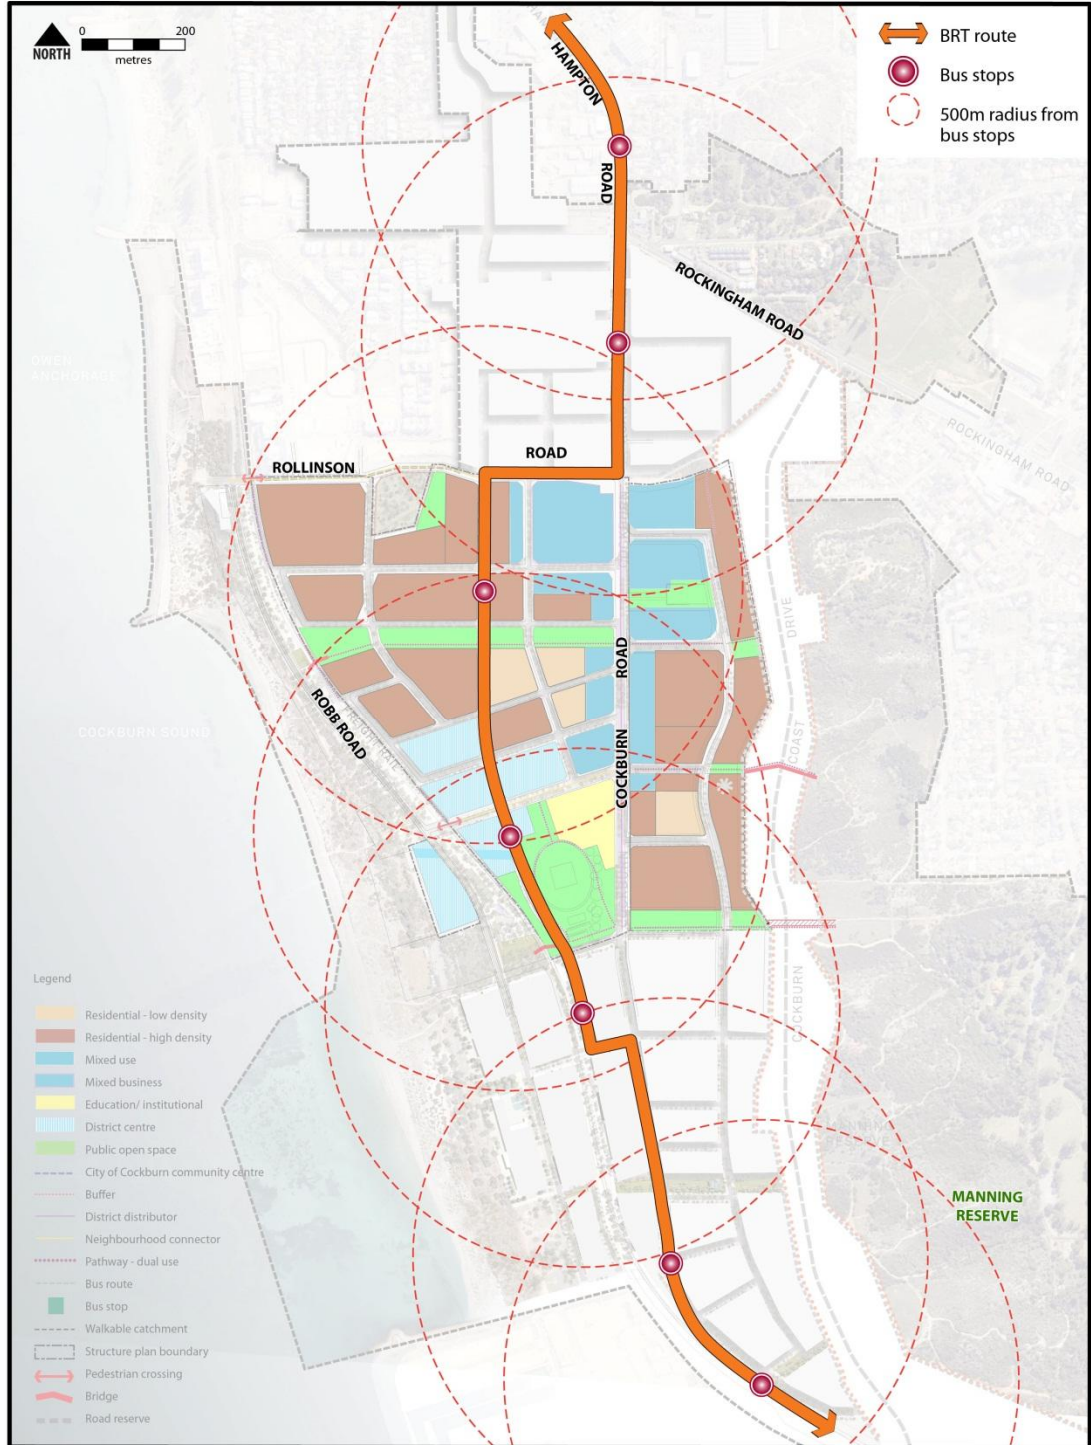 0 200
metres
NORTH
BRT route
Bus stops
500m radius from
bus stops
HAMPTON
ROAD
ROCKINGHAM ROAD
OWEN
ANCHORAGE
ROCKINGHAM ROAD
ROLLINSON
ROAD
DRIVE
ROAD
ROBB ROAD
COCKBURN SOUND
COAST
COCKBURN
COCKBURN
MANNING
RESERVE
MANNING
RESERVE
Legend
Residential - low density
Residential - high density
Mixed use
Mixed business
Education/ institutional
District centre
Public open space
City of Cockburn community centre
Buffer
District distributor
Neighbourhood connector
Pathway - dual use
Bus route
Bus stop
Walkable catchment
Structure plan boundary
Pedestrian crossing
Bridge
Road reserve